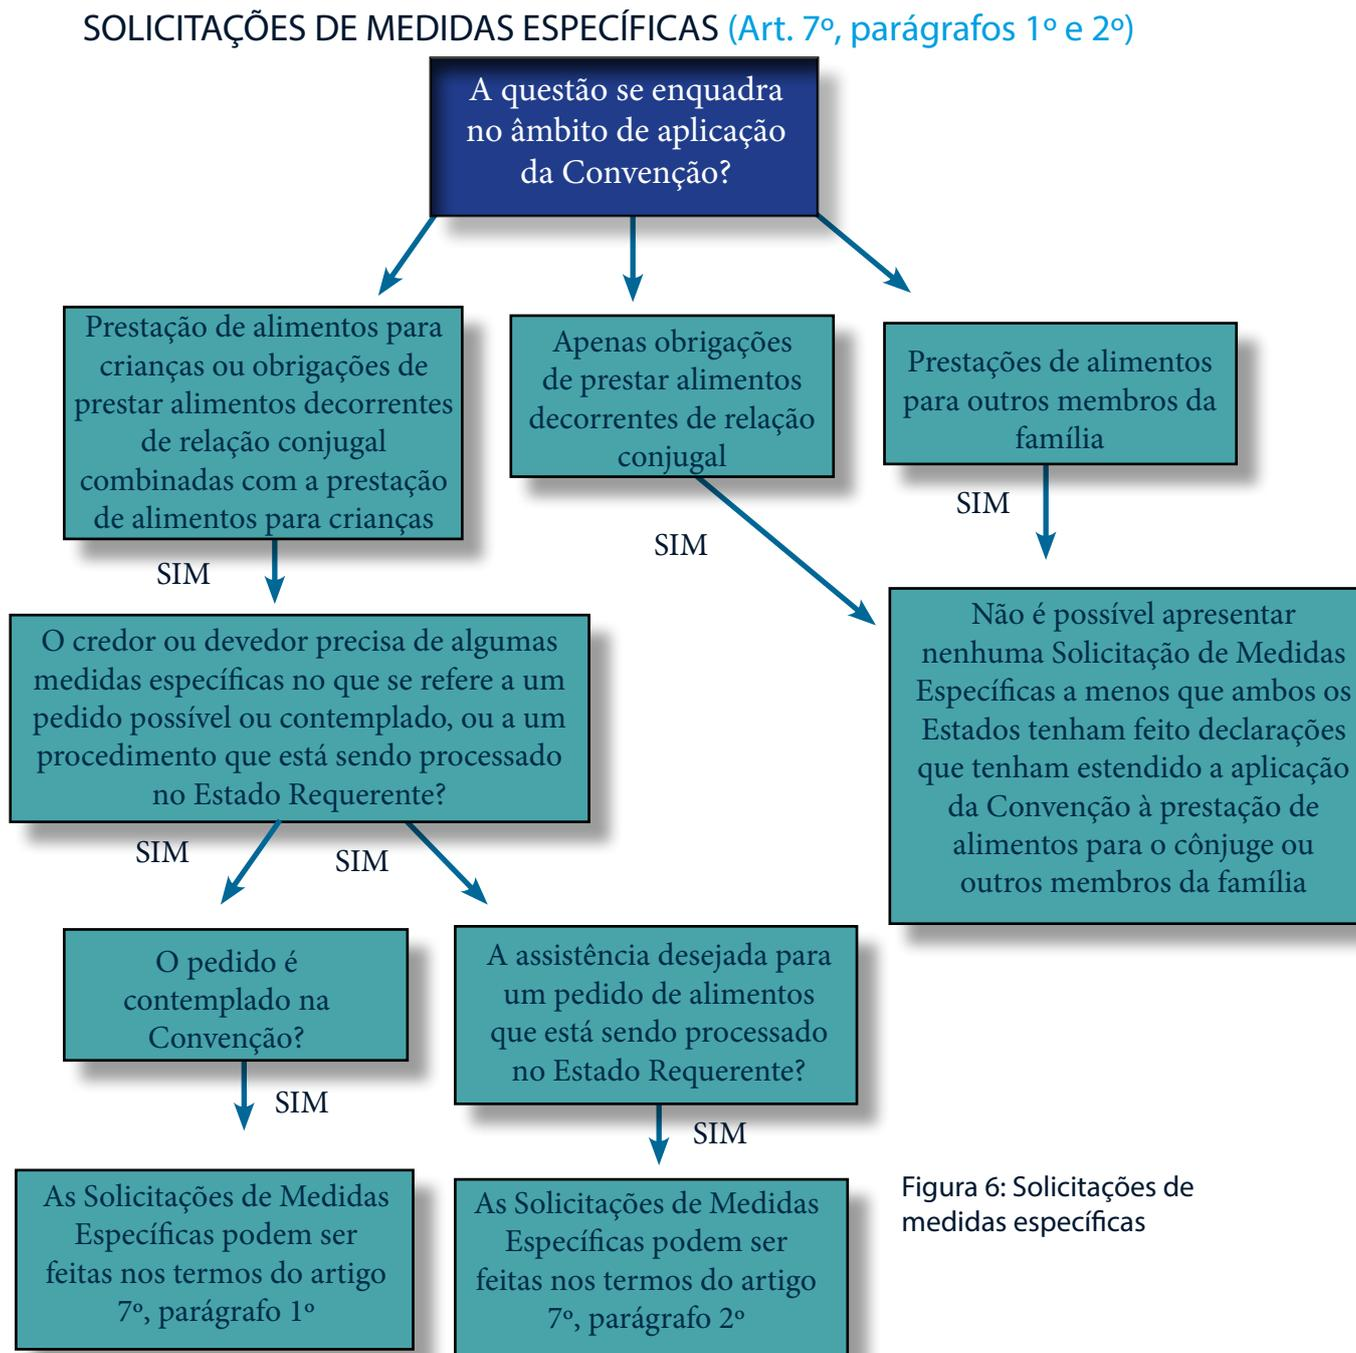 SOLICITAÇÕES DE MEDIDAS ESPECÍFICAS (Art. 7º, parágrafos 1º e 2º)
A questão se enquadra
no âmbito de aplicação
da Convenção?
Prestação de alimentos para
crianças ou obrigações de
prestar alimentos decorrentes
de relação conjugal
combinadas com a prestação
de alimentos para crianças
Apenas obrigações
de prestar alimentos
decorrentes de relação
conjugal
Prestações de alimentos
para outros membros da
família
SIM
SIM
SIM
O credor ou devedor precisa de algumas
medidas específicas no que se refere a um
pedido possível ou contemplado, ou a um
procedimento que está sendo processado
no Estado Requerente?
Não é possível apresentar
nenhuma Solicitação de Medidas
Específicas a menos que ambos os
Estados tenham feito declarações
que tenham estendido a aplicação
da Convenção à prestação de
alimentos para o cônjuge ou
outros membros da família
SIM
SIM
O pedido é
contemplado na
Convenção?
A assistência desejada para
um pedido de alimentos
que está sendo processado
no Estado Requerente?
SIM
SIM
As Solicitações de Medidas
Específicas podem ser
feitas nos termos do artigo
7º, parágrafo 1º
As Solicitações de Medidas
Específicas podem ser
feitas nos termos do artigo
7º, parágrafo 2º
Figura 6: Solicitações de
medidas específicas